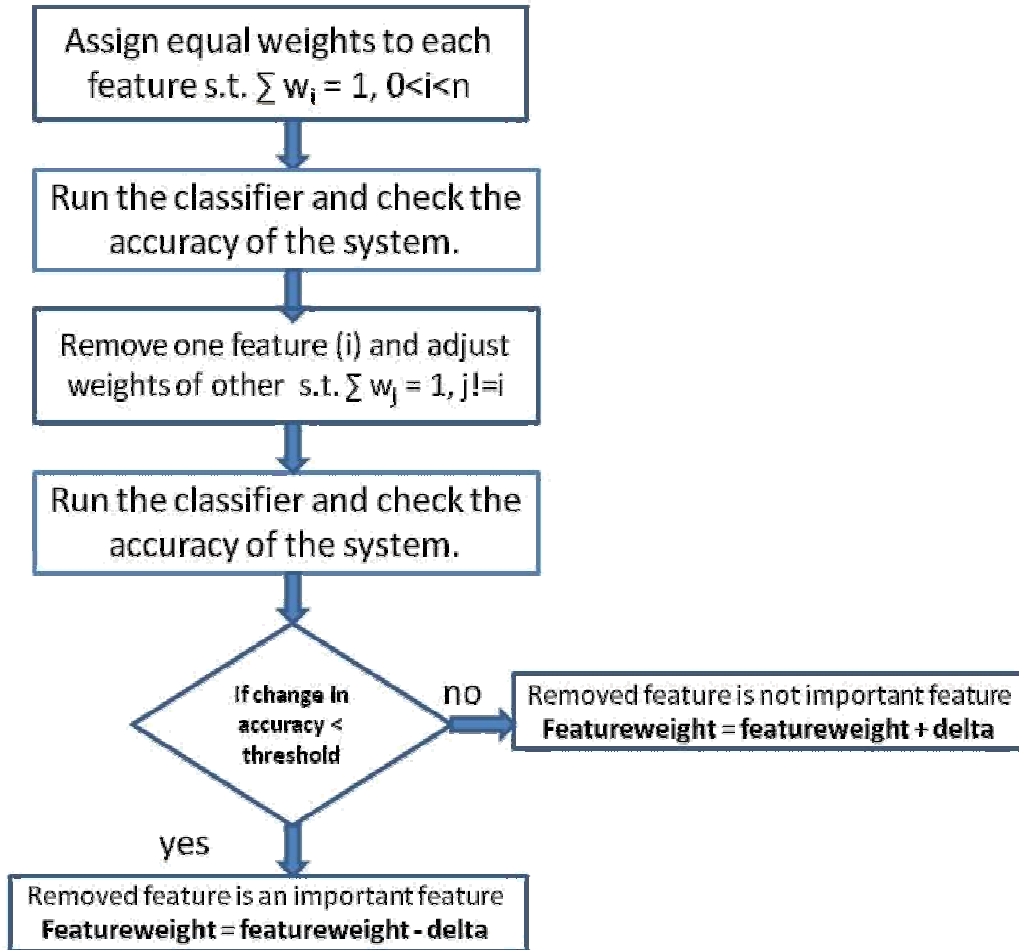 Assign equal weights to each
feature s.t. ∑ wᵢ = 1, 0<i<n
Run the classifier and check the
accuracy of the system.
Remove one feature (i) and adjust
weights of other s.t. ∑ wⱼ = 1, j!=i
Run the classifier and check the
accuracy of the system.
If change in
accuracy <
threshold
no
Removed feature is not important feature
Featureweight = featureweight + delta
yes
Removed feature is an important feature
Featureweight = featureweight - delta